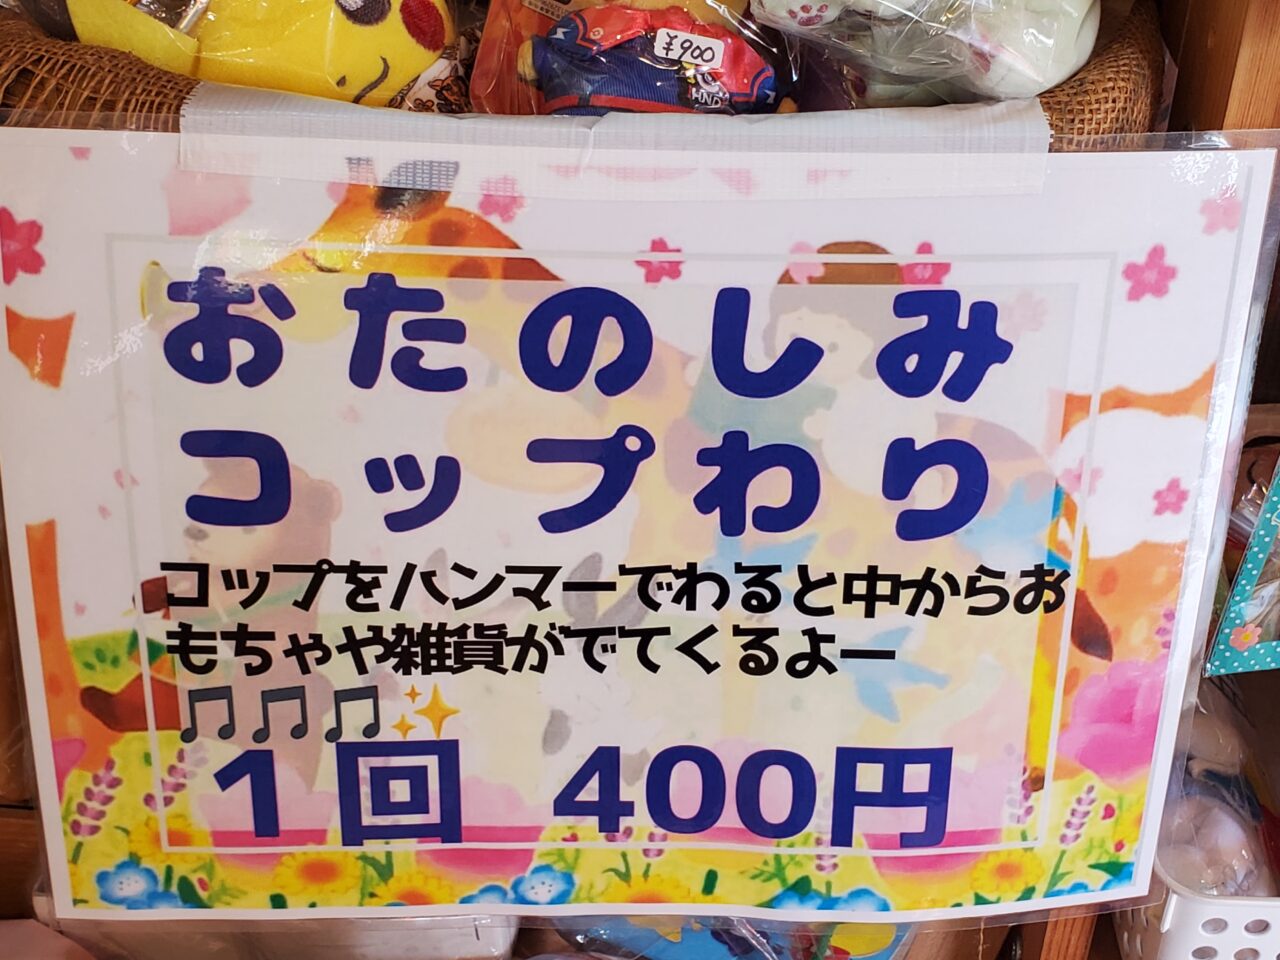 ¥900
HND
おたのしみ
コップわり
コップをハンマーでわると中からお
もちゃや雑貨がでてくるよー
🎵🎵🎵✨
1回 400円